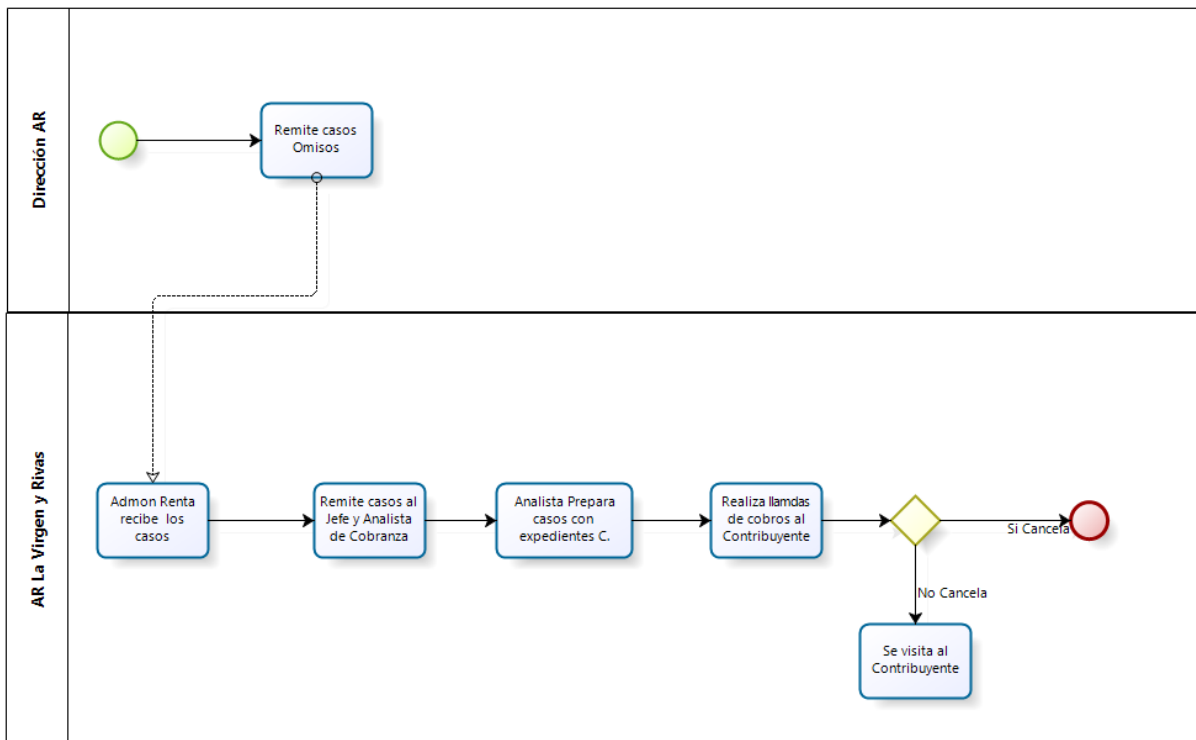 Dirección AR
Remite casos
Omisos
AR La Virgen y Rivas
Admon Renta
recibe los
casos
Remite casos al
Jefe y Analista
de Cobranza
Analista Prepara
casos con
expedientes C.
Realiza llamdas
de cobros al
Contribuyente
Si Cancela
No Cancela
Se visita al
Contribuyente